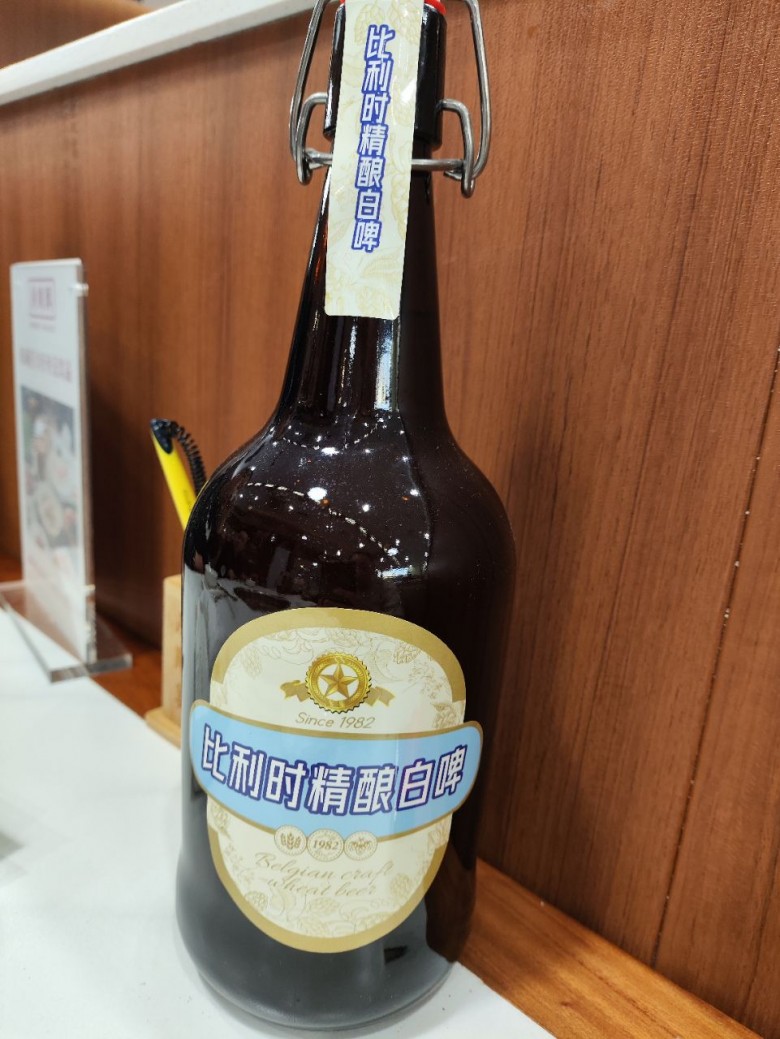 比利时精酿白啤
Since 1982
比利时精酿白啤
1982
Belgian craft
wheat beer